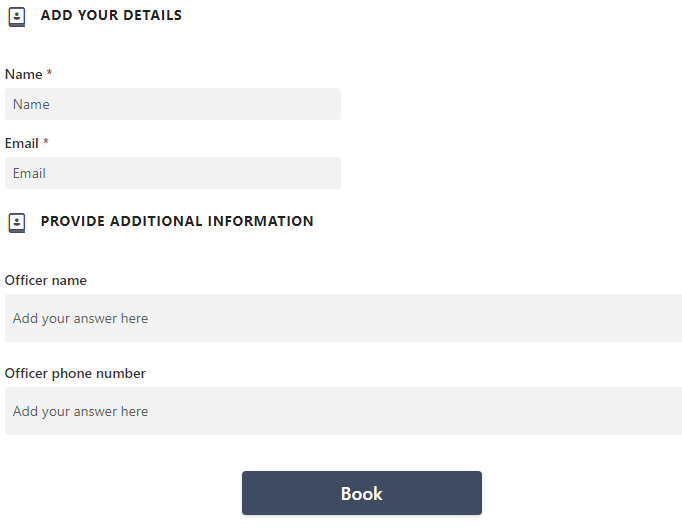 ADD YOUR DETAILS
Name *
Name
Email *
Email
PROVIDE ADDITIONAL INFORMATION
Officer name
Add your answer here
Officer phone number
Add your answer here
Book